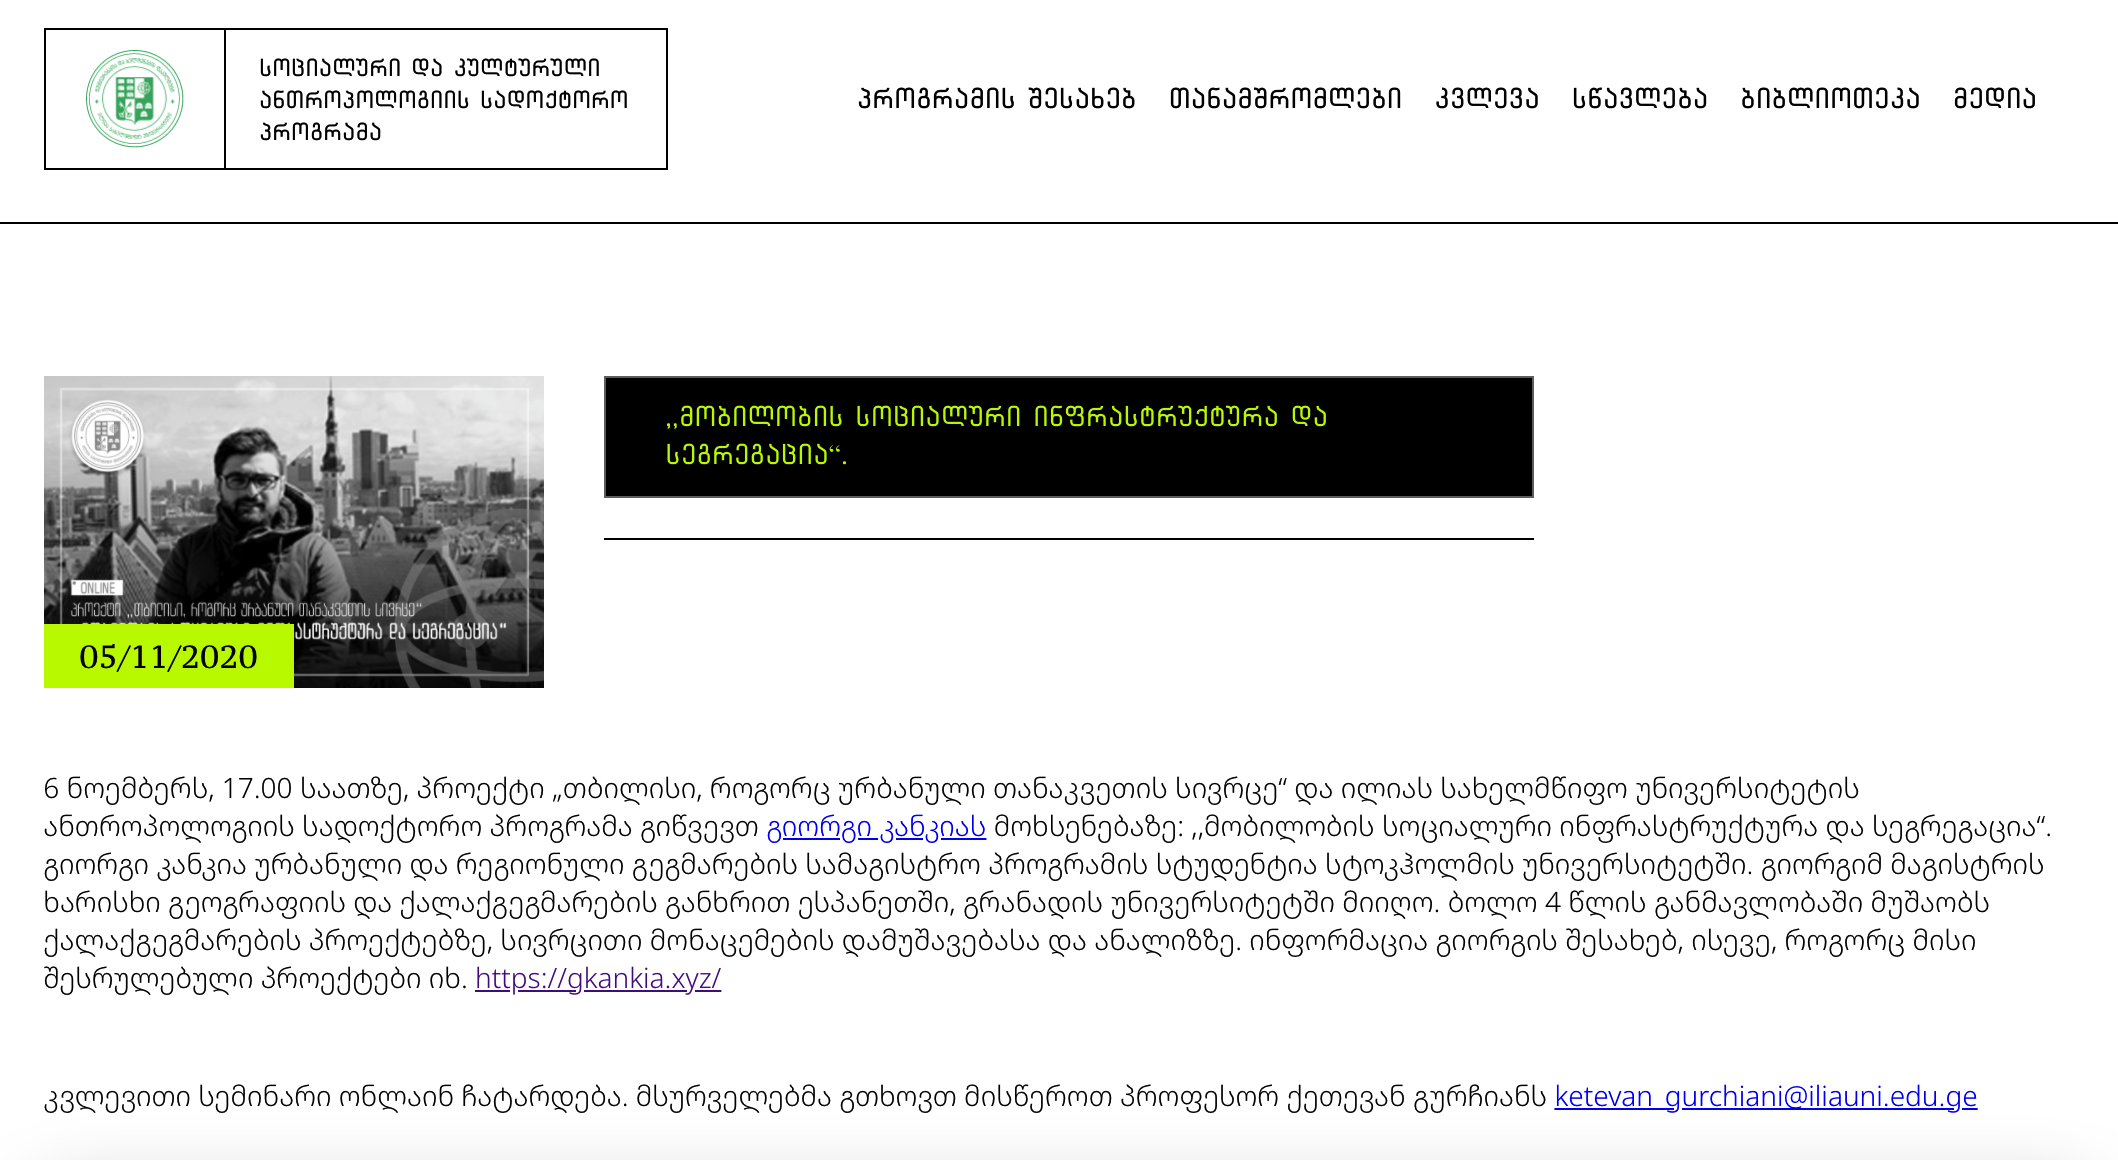 სოციალური და კულტურული
ანთროპოლოგიის სადოქტორო
პროგრამა
პროგრამის შესახებ თანამშრომლები კვლევა სწავლება ბიბლიოთეკა მედია
ONLINE
პროექტი „თბილისი, როგორც ურბანული თანაკვეთის სივრცე“
და სეგრეგაცია"
05/11/2020
,,მობილობის სოციალური ინფრასტრუქტურა და
სეგრეგაცია“.
6 ნოემბერს, 17.00 საათზე, პროექტი „თბილისი, როგორც ურბანული თანაკვეთის სივრცე“ და ილიას სახელმწიფო უნივერსიტეტის
ანთროპოლოგიის სადოქტორო პროგრამა გიწვევთ გიორგი კანკიას მოხსენებაზე: ,,მობილობის სოციალური ინფრასტრუქტურა და სეგრეგაცია“.
გიორგი კანკია ურბანული და რეგიონული გეგმარების სამაგისტრო პროგრამის სტუდენტია სტოკჰოლმის უნივერსიტეტში. გიორგიმ მაგისტრის
ხარისხი გეოგრაფიის და ქალაქგეგმარების განხრით ესპანეთში, გრანადის უნივერსიტეტში მიიღო. ბოლო 4 წლის განმავლობაში მუშაობს
ქალაქგეგმარების პროექტებზე, სივრცითი მონაცემების დამუშავებასა და ანალიზზე. ინფორმაცია გიორგის შესახებ, ისევე, როგორც მისი
შესრულებული პროექტები იხ. https://gkankia.xyz/
კვლევითი სემინარი ონლაინ ჩატარდება. მსურველებმა გთხოვთ მისწეროთ პროფესორ ქეთევან გურჩიანს ketevan_gurchiani@iliauni.edu.ge